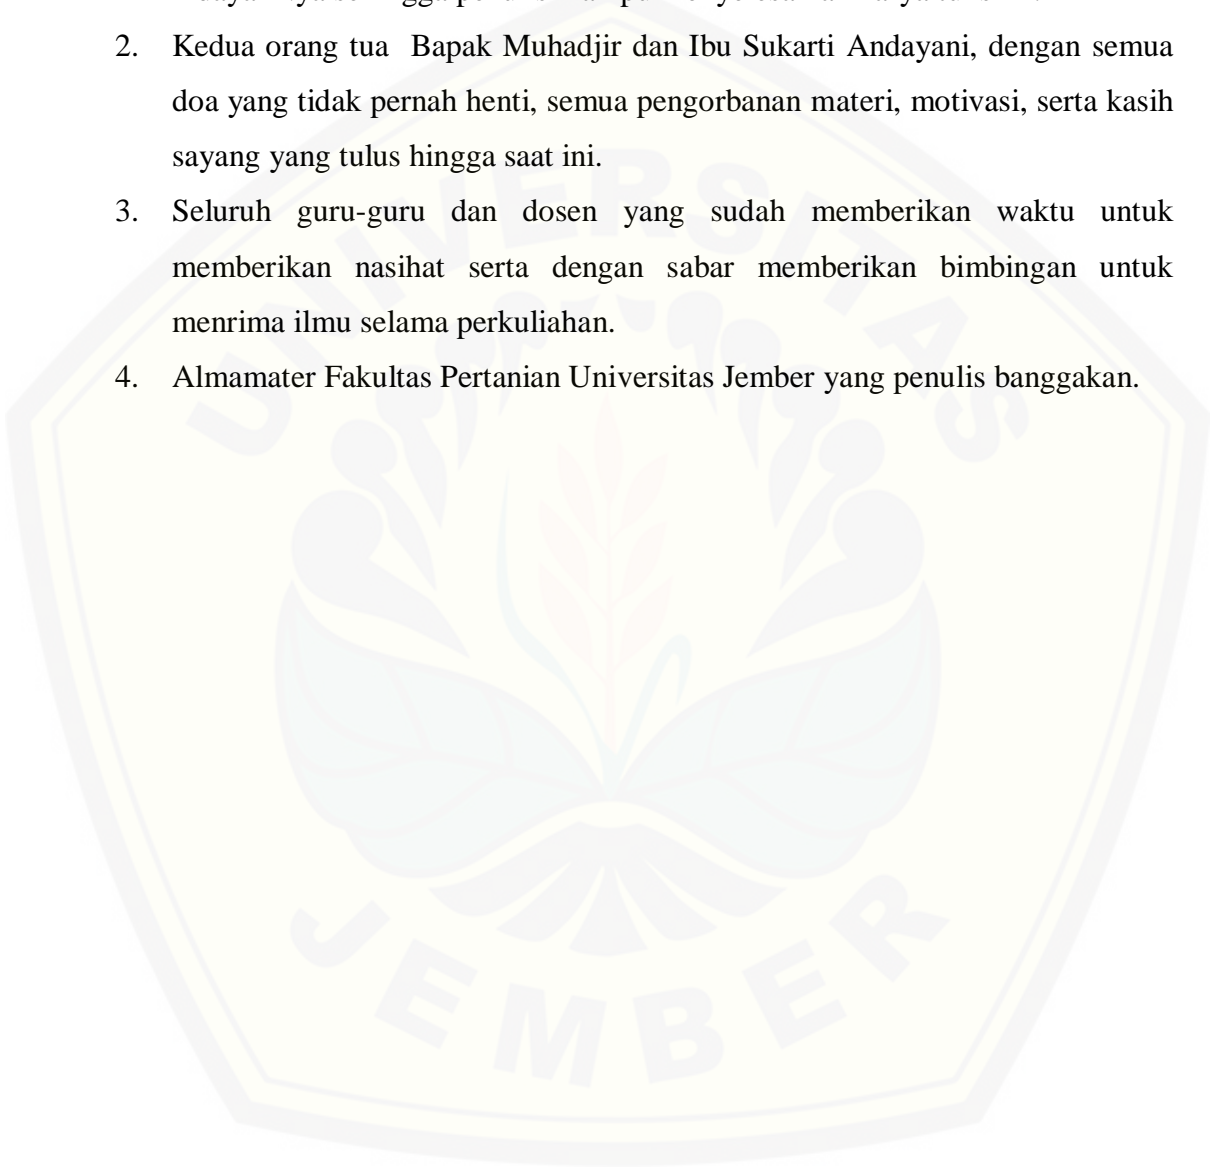 2. Kedua orang tua Bapak Muhadjir dan Ibu Sukarti Andayani, dengan semua
doa yang tidak pernah henti, semua pengorbanan materi, motivasi, serta kasih
sayang yang tulus hingga saat ini.
3. Seluruh guru-guru dan dosen yang sudah memberikan waktu untuk
memberikan nasihat serta dengan sabar memberikan bimbingan untuk
menrima ilmu selama perkuliahan.
4. Almamater Fakultas Pertanian Universitas Jember yang penulis banggakan.
UNIVERSITAS
JEMBER